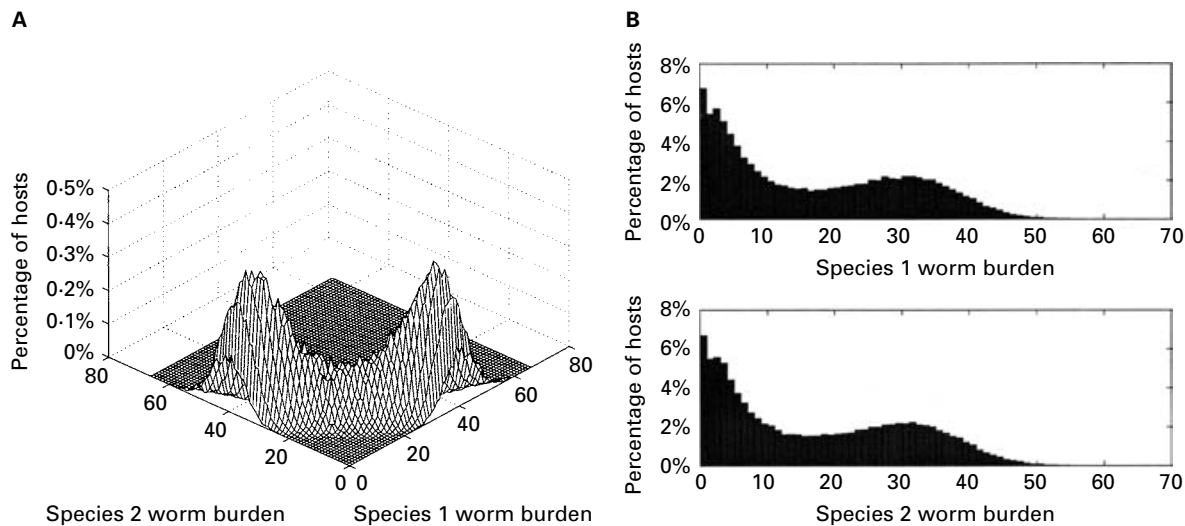 A
Percentage of hosts
0·5%
0·4%
0·3%
0·2%
0·1%
0%
80
60
40
20
0 0
20
40
60
80
Species 2 worm burden
Species 1 worm burden
B
Percentage of hosts
8%
6%
4%
2%
0%
0 10 20 30 40 50 60 70
Species 1 worm burden
Percentage of hosts
8%
6%
4%
2%
0%
0 10 20 30 40 50 60 70
Species 2 worm burden